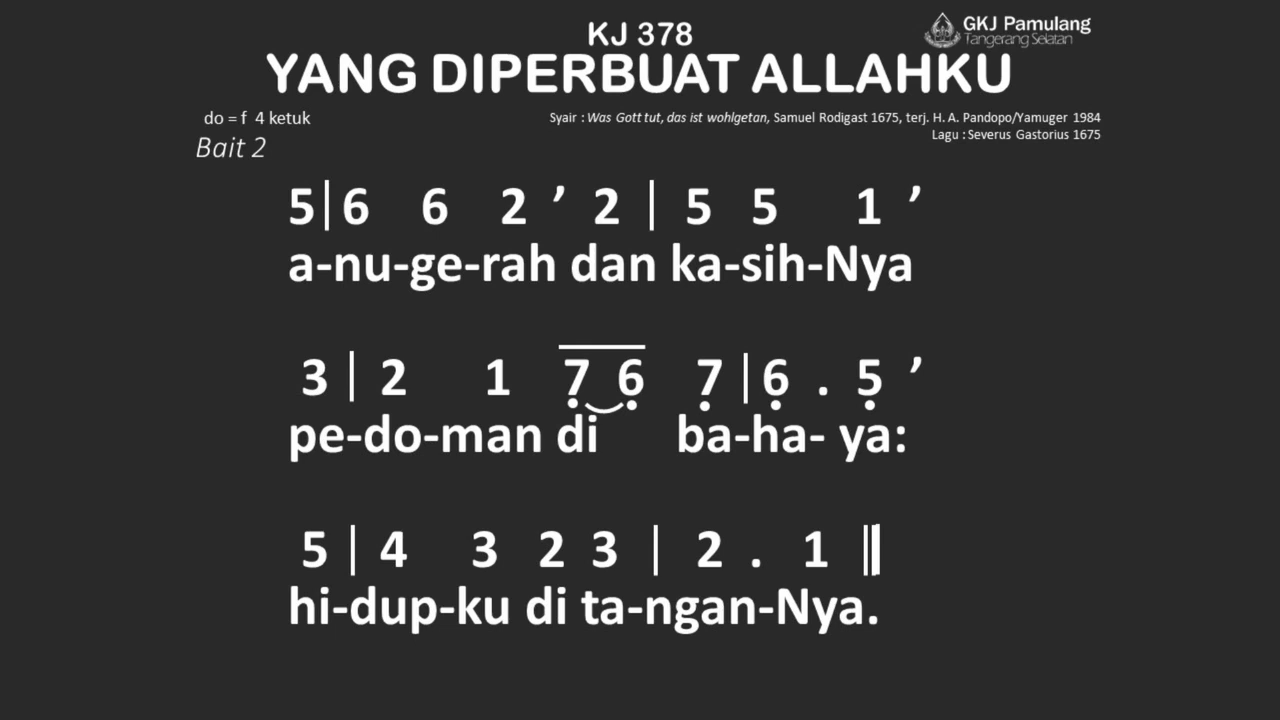 KJ 378
GKJ Pamulang
Tangerang Selatan
YANG DIPERBUAT ALLAHKU
do = f 4 ketuk
Syair : Was Gott tut, das ist wohlgetan, Samuel Rodigast 1675, terj. H. A. Pandopo/Yamuger 1984
Lagu : Severus Gastorius 1675
Bait 2
5 | 6 6 2 ’ 2 | 5 5 1 ’
a-nu-ge-rah dan ka-sih-Nya
3 | 2 1 7̣ 6̣ 7̣ | 6̣ . 5̣ ’
pe-do-man di ba-ha- ya:
5 | 4 3 2 3 | 2 . 1 ||
hi-dup-ku di ta-ngan-Nya.